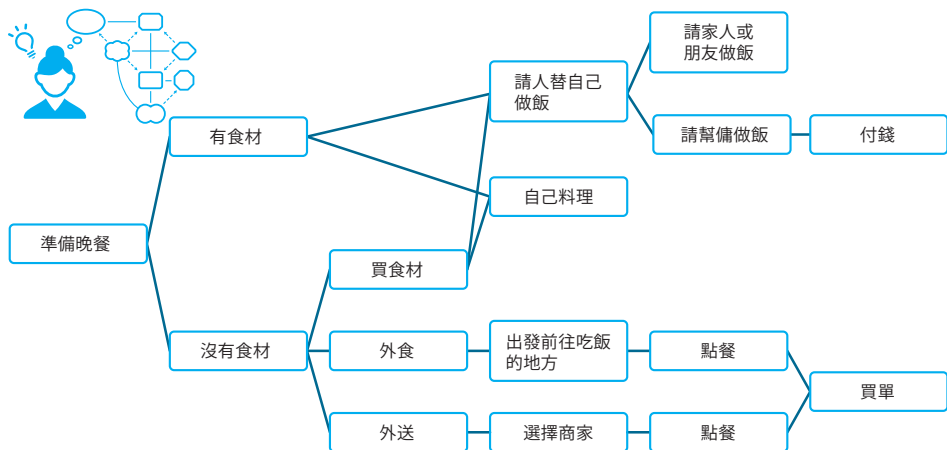 請家人或
朋友做飯
請人替自己
做飯
有食材
請幫傭做飯
付錢
自己料理
準備晚餐
買食材
沒有食材
外食
出發前往吃飯
的地方
點餐
買單
外送
選擇商家
點餐